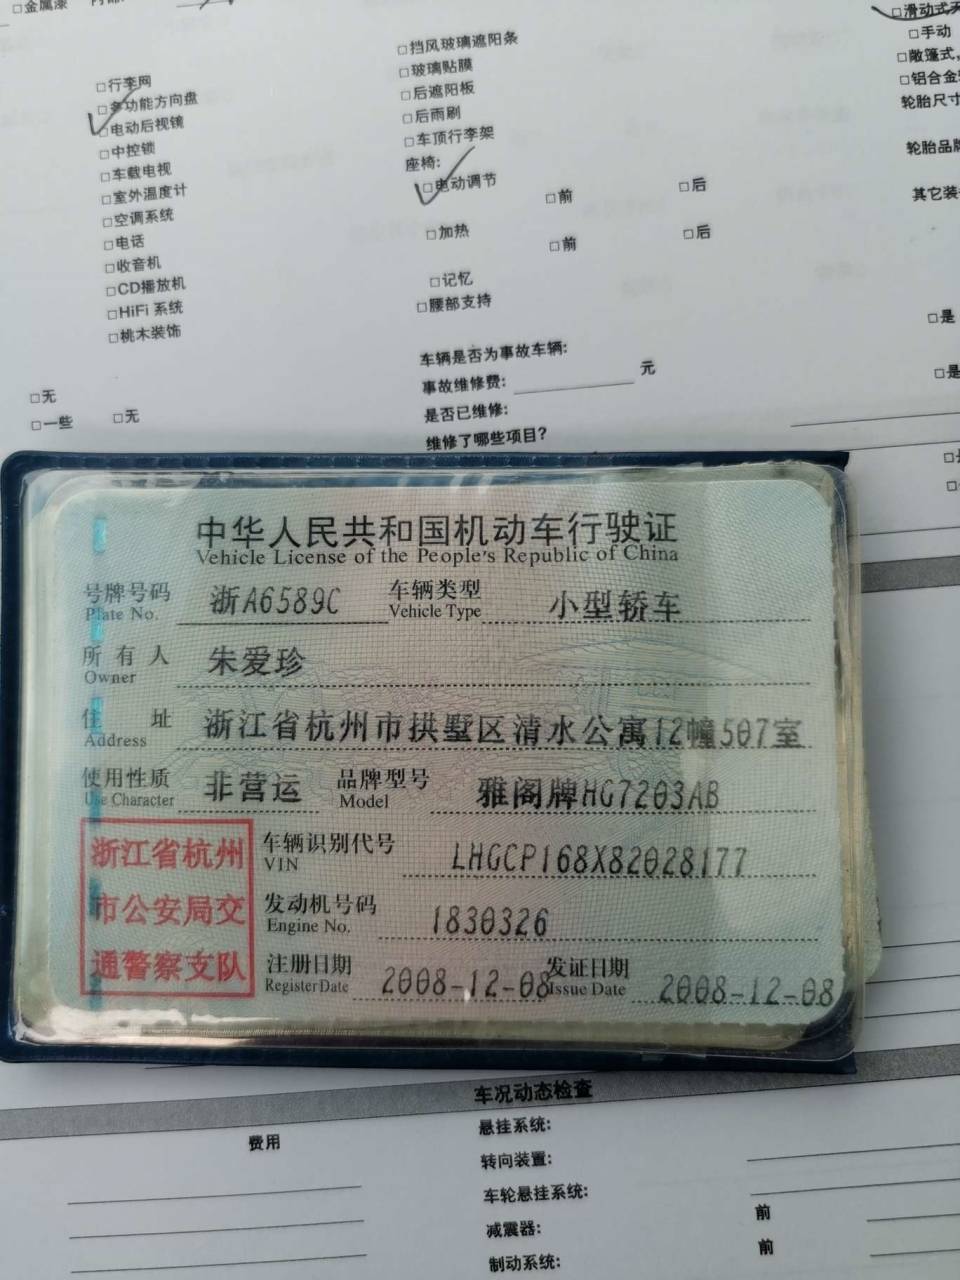 □金属漆
□滑动式天
□手动
□敞篷式,
□铝合金
轮胎尺寸
轮胎品牌
其它装
□行李网
□多功能方向盘
□电动后视镜
□中控锁
□车载电视
□室外温度计
□空调系统
□电话
□收音机
□CD播放机
□HiFi 系统
□桃木装饰
□挡风玻璃遮阳条
□玻璃贴膜
□后遮阳板
□后雨刷
□车顶行李架
座椅:
□电动调节 □前 □后
□加热 □前 □后
□记忆
□腰部支持
□是
□是
车辆是否为事故车辆:
事故维修费: 元
是否已维修:
维修了哪些项目?
□无
□一些 □无
中华人民共和国机动车行驶证
Vehicle License of the People's Republic of China
号牌号码 浙A6589C 车辆类型 小型轿车
Plate No. Vehicle Type
所有人 朱爱珍
Owner
住址 浙江省杭州市拱墅区清水公寓12幢507室
Address
使用性质 非营运 品牌型号 雅阁牌HG7203AB
Use Character Model
浙江省杭州
市公安局交
通警察支队
车辆识别代号 LHGCP168X82028177
VIN
发动机号码 1830326
Engine No.
注册日期 2008-12-08 发证日期 2008-12-08
Register Date Issue Date
车况动态检查
费用
悬挂系统:
转向装置:
车轮悬挂系统:
减震器: 前
制动系统: 前